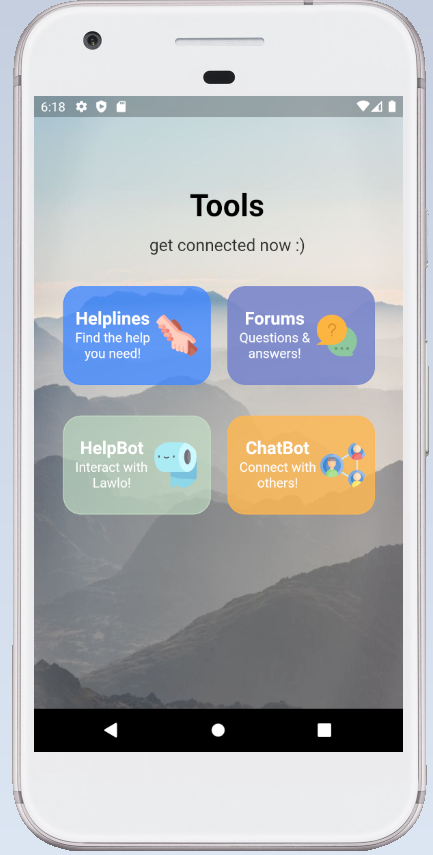 6:18
Tools
get connected now :)
Helplines
Find the help
you need!
Forums
Questions &
answers!
?
HelpBot
Interact with
Lawlo!
ChatBot
Connect with
others!